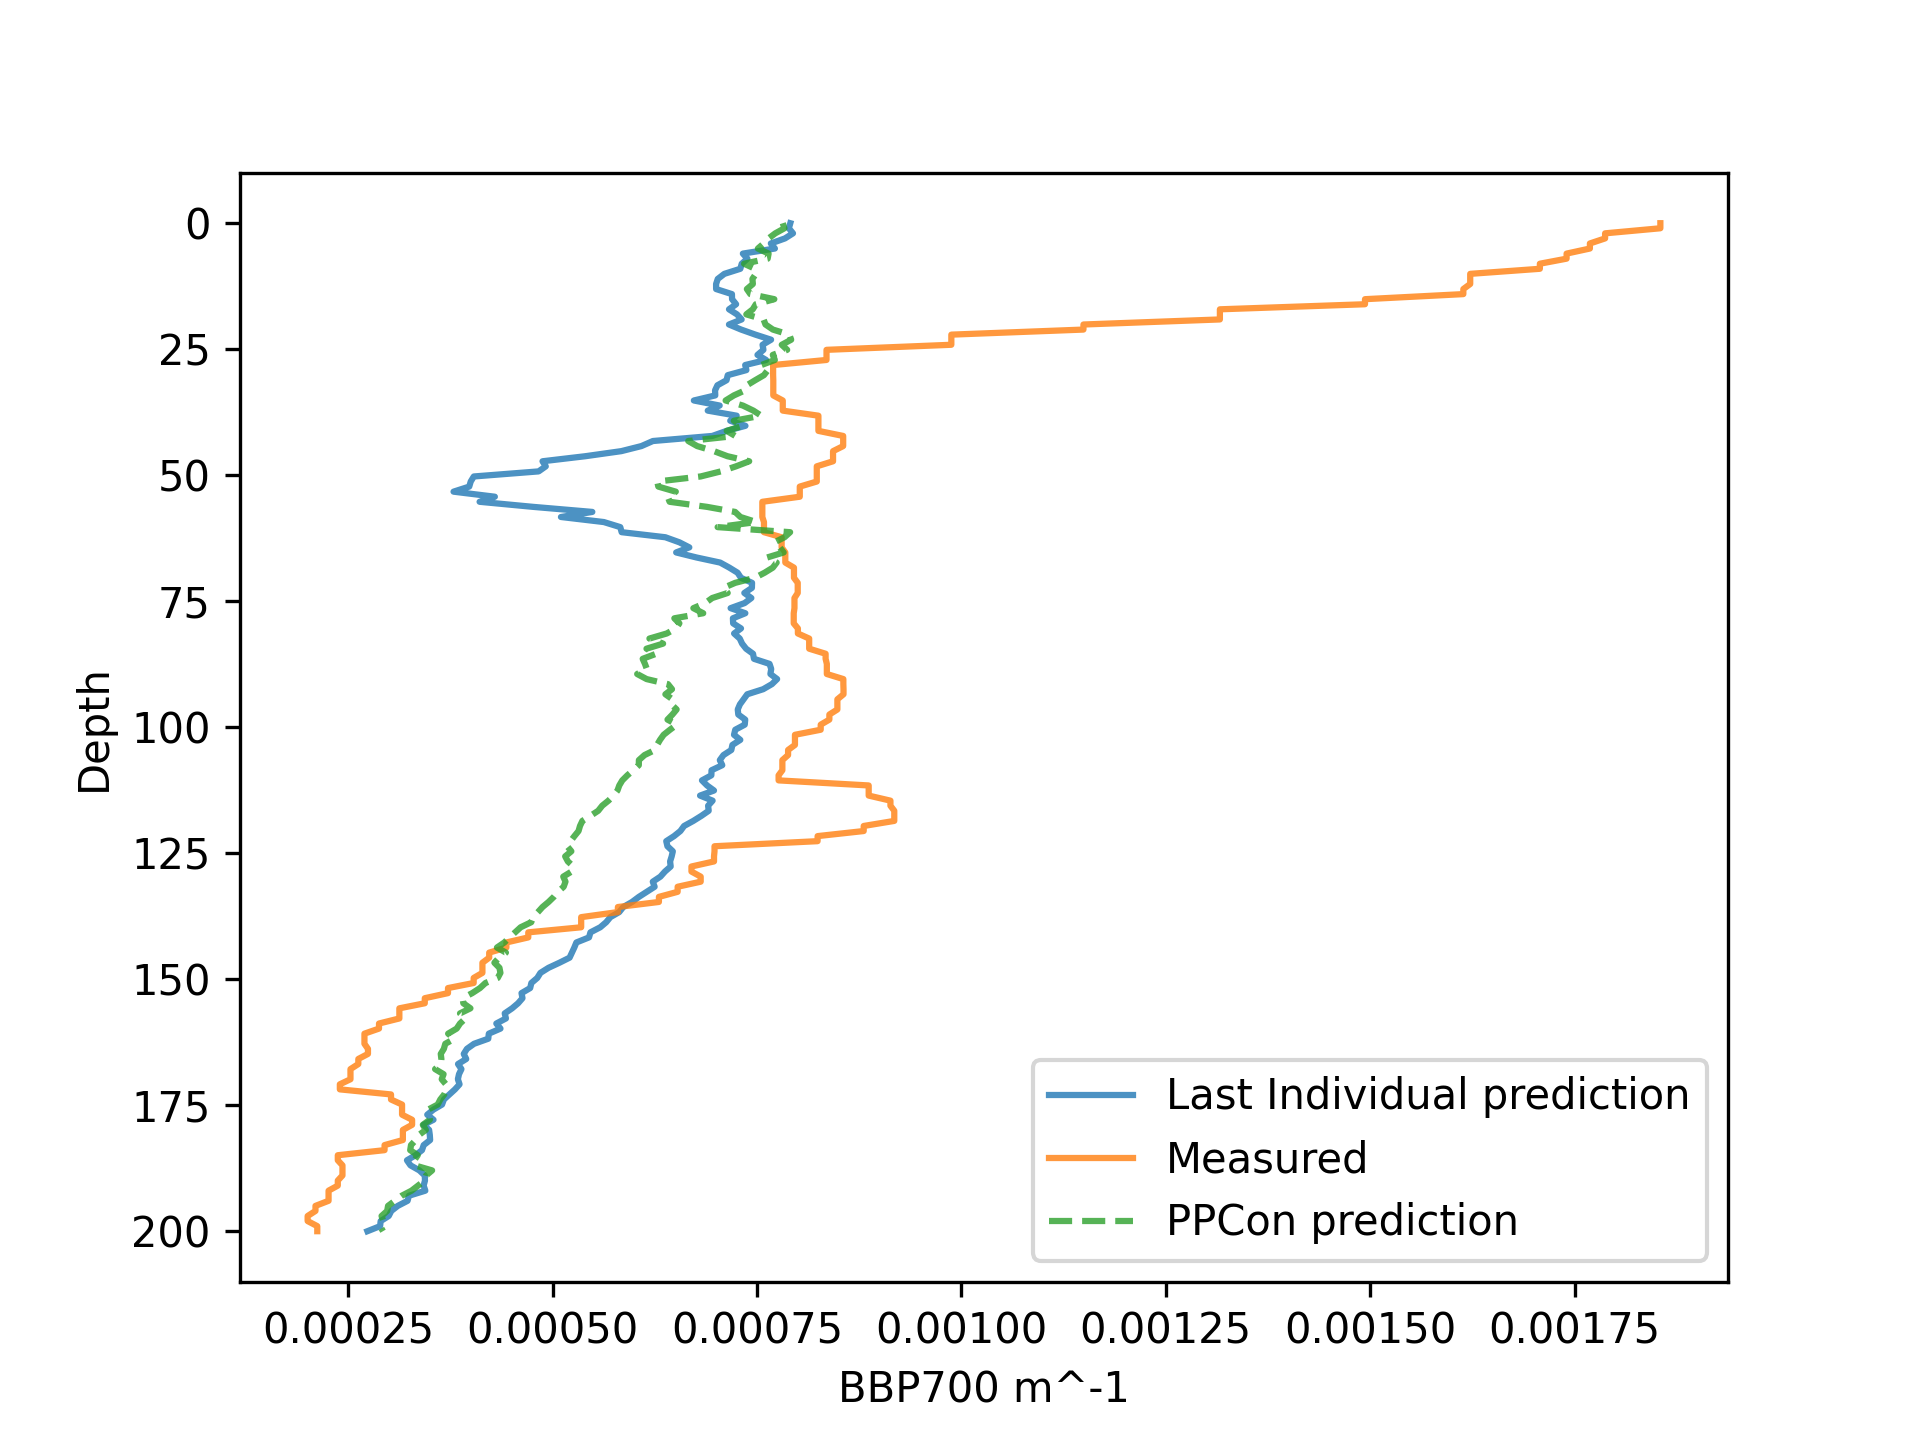 0
25
50
75
100
125
150
175
200
Depth
0.00025 0.00050 0.00075 0.00100 0.00125 0.00150 0.00175
BBP700 m^-1
Last Individual prediction
Measured
PPCon prediction